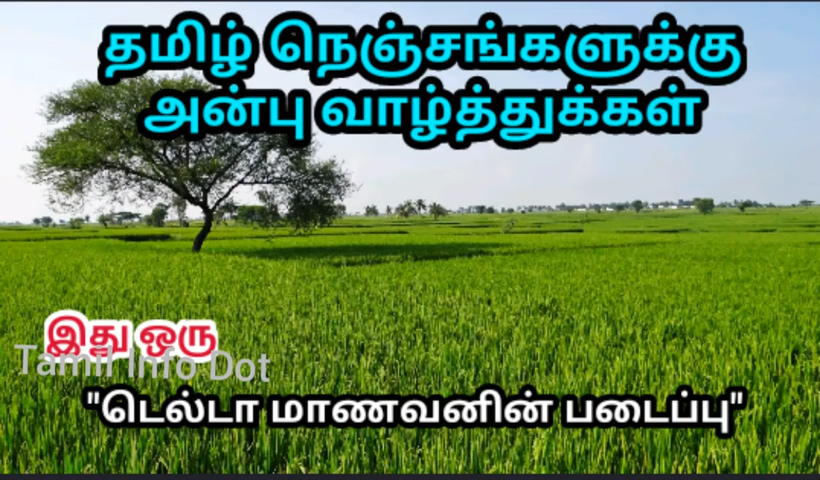 தமிழ் நெஞ்சங்களுக்கு
அன்பு வாழ்த்துக்கள்
இது ஒரு
Tamil Info Dot
"டெல்டா மாணவனின் படைப்பு"